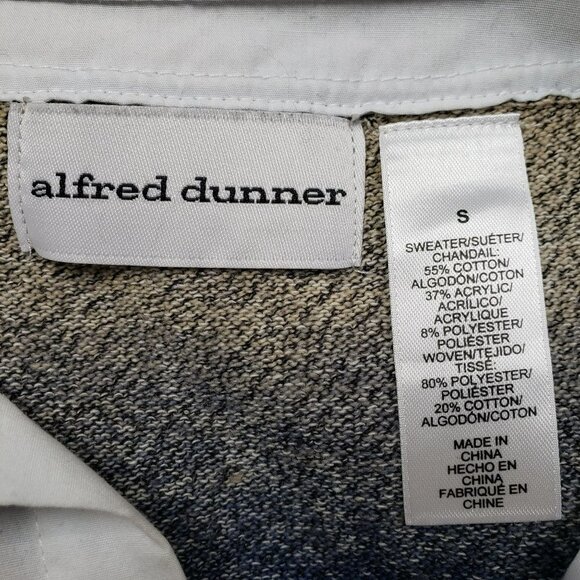 alfred dunner
S
SWEATER/SUÉTER/
CHANDAIL:
55% COTTON/
ALGODÓN/COTON
37% ACRYLIC/
ACRÍLICO/
ACRYLIQUE
8% POLYESTER/
POLIÉSTER
WOVEN/TEJIDO/
TISSÉ:
80% POLYESTER/
POLIÉSTER
20% COTTON/
ALGODÓN/COTON
MADE IN
CHINA
HECHO EN
CHINA
FABRIQUÉ EN
CHINE